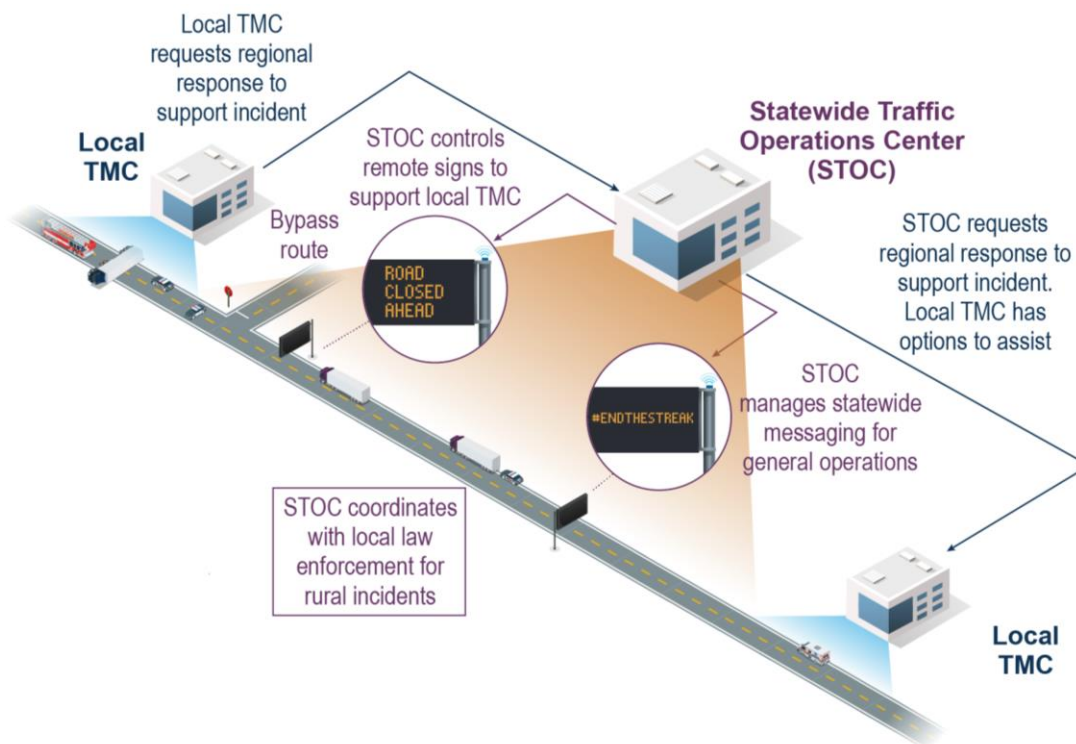 Local TMC
requests regional
response to
support incident
Local
TMC
STOC controls
remote signs to
support local TMC
Statewide Traffic
Operations Center
(STOC)
Bypass
route
ROAD
CLOSED
AHEAD
STOC requests
regional response to
support incident.
Local TMC has
options to assist
#ENDTHESTREAK
STOC
manages statewide
messaging for
general operations
STOC coordinates
with local law
enforcement for
rural incidents
Local
TMC